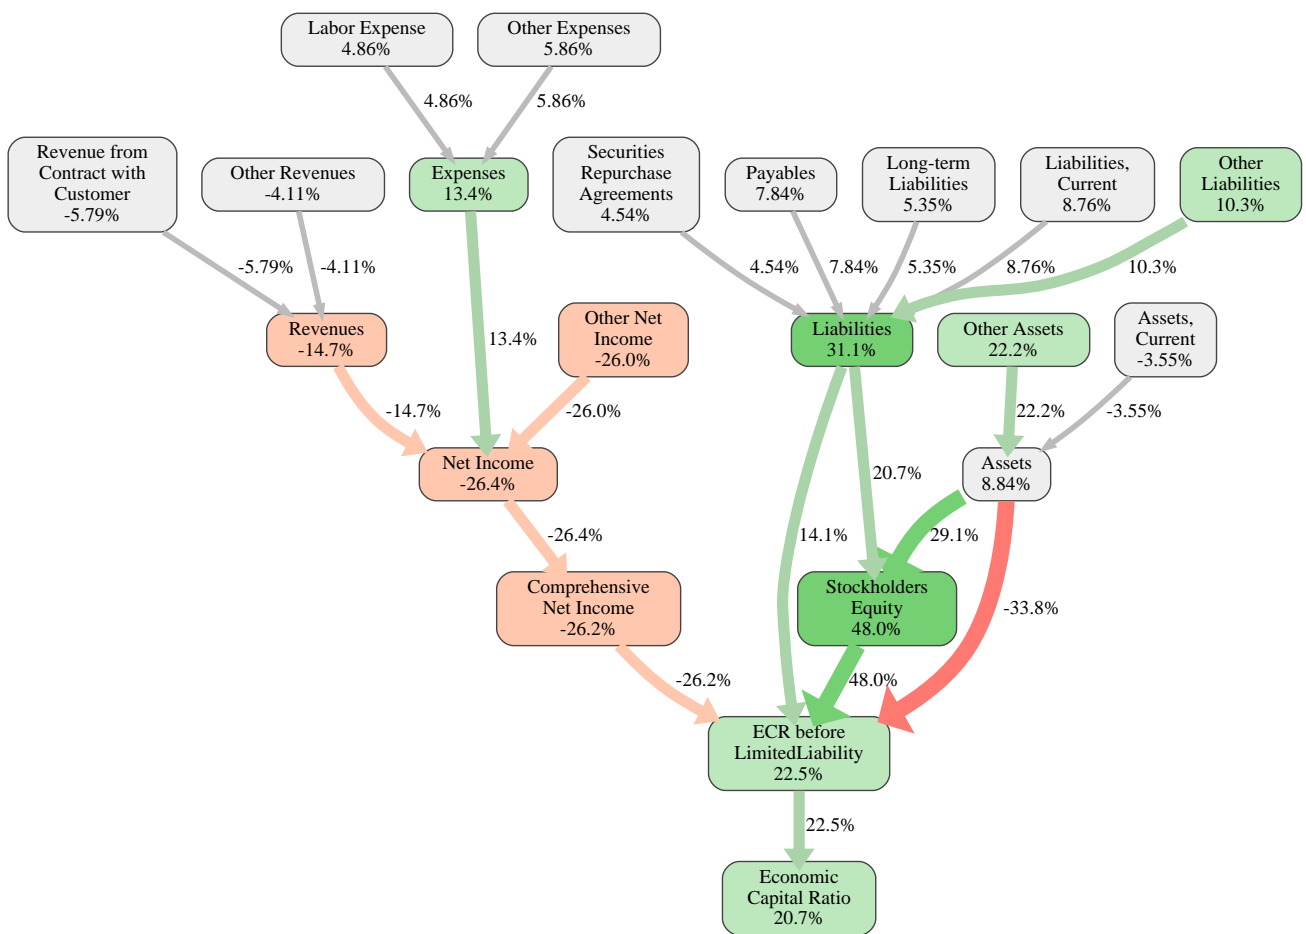 Labor Expense
4.86%
Other Expenses
5.86%
4.86%
5.86%
Revenue from
Contract with
Customer
-5.79%
Other Revenues
-4.11%
Expenses
13.4%
Securities
Repurchase
Agreements
4.54%
Payables
7.84%
Long-term
Liabilities
5.35%
Liabilities,
Current
8.76%
Other
Liabilities
10.3%
-5.79%
-4.11%
4.54%
7.84%
5.35%
8.76%
10.3%
Revenues
-14.7%
13.4%
Other Net
Income
-26.0%
Liabilities
31.1%
Other Assets
22.2%
Assets,
Current
-3.55%
-14.7%
-26.0%
22.2%
-3.55%
Net Income
-26.4%
20.7%
Assets
8.84%
-26.4%
14.1%
29.1%
-33.8%
Comprehensive
Net Income
-26.2%
Stockholders
Equity
48.0%
-26.2%
48.0%
ECR before
LimitedLiability
22.5%
22.5%
Economic
Capital Ratio
20.7%